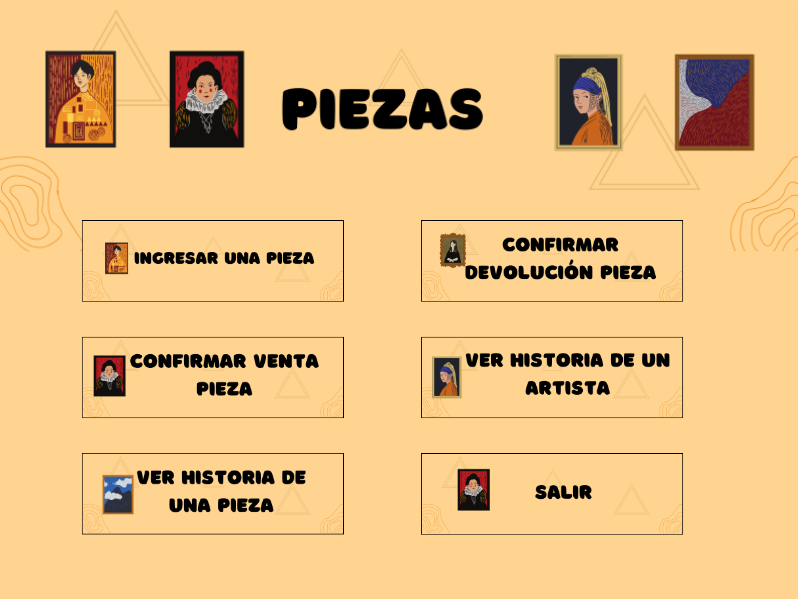 PIEZAS
INGRESAR UNA PIEZA
CONFIRMAR
DEVOLUCIÓN PIEZA
CONFIRMAR VENTA
PIEZA
VER HISTORIA DE UN
ARTISTA
VER HISTORIA DE
UNA PIEZA
SALIR